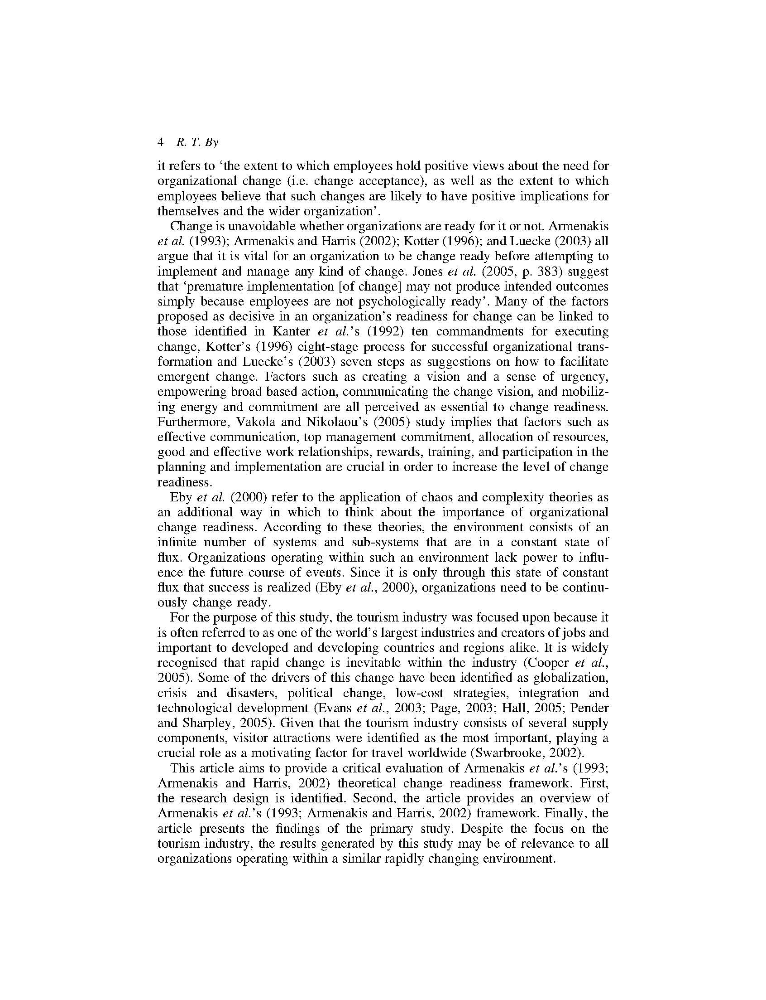 4 R. T. By
it refers to ‘the extent to which employees hold positive views about the need for
organizational change (i.e. change acceptance), as well as the extent to which
employees believe that such changes are likely to have positive implications for
themselves and the wider organization’.
Change is unavoidable whether organizations are ready for it or not. Armenakis
et al. (1993); Armenakis and Harris (2002); Kotter (1996); and Luecke (2003) all
argue that it is vital for an organization to be change ready before attempting to
implement and manage any kind of change. Jones et al. (2005, p. 383) suggest
that ‘premature implementation [of change] may not produce intended outcomes
simply because employees are not psychologically ready’. Many of the factors
proposed as decisive in an organization’s readiness for change can be linked to
those identified in Kanter et al.’s (1992) ten commandments for executing
change, Kotter’s (1996) eight-stage process for successful organizational trans-
formation and Luecke’s (2003) seven steps as suggestions on how to facilitate
emergent change. Factors such as creating a vision and a sense of urgency,
empowering broad based action, communicating the change vision, and mobiliz-
ing energy and commitment are all perceived as essential to change readiness.
Furthermore, Vakola and Nikolaou’s (2005) study implies that factors such as
effective communication, top management commitment, allocation of resources,
good and effective work relationships, rewards, training, and participation in the
planning and implementation are crucial in order to increase the level of change
readiness.
Eby et al. (2000) refer to the application of chaos and complexity theories as
an additional way in which to think about the importance of organizational
change readiness. According to these theories, the environment consists of an
infinite number of systems and sub-systems that are in a constant state of
flux. Organizations operating within such an environment lack power to influ-
ence the future course of events. Since it is only through this state of constant
flux that success is realized (Eby et al., 2000), organizations need to be continu-
ously change ready.
For the purpose of this study, the tourism industry was focused upon because it
is often referred to as one of the world’s largest industries and creators of jobs and
important to developed and developing countries and regions alike. It is widely
recognised that rapid change is inevitable within the industry (Cooper et al.,
2005). Some of the drivers of this change have been identified as globalization,
crisis and disasters, political change, low-cost strategies, integration and
technological development (Evans et al., 2003; Page, 2003; Hall, 2005; Pender
and Sharpley, 2005). Given that the tourism industry consists of several supply
components, visitor attractions were identified as the most important, playing a
crucial role as a motivating factor for travel worldwide (Swarbrooke, 2002).
This article aims to provide a critical evaluation of Armenakis et al.’s (1993;
Armenakis and Harris, 2002) theoretical change readiness framework. First,
the research design is identified. Second, the article provides an overview of
Armenakis et al.’s (1993; Armenakis and Harris, 2002) framework. Finally, the
article presents the findings of the primary study. Despite the focus on the
tourism industry, the results generated by this study may be of relevance to all
organizations operating within a similar rapidly changing environment.